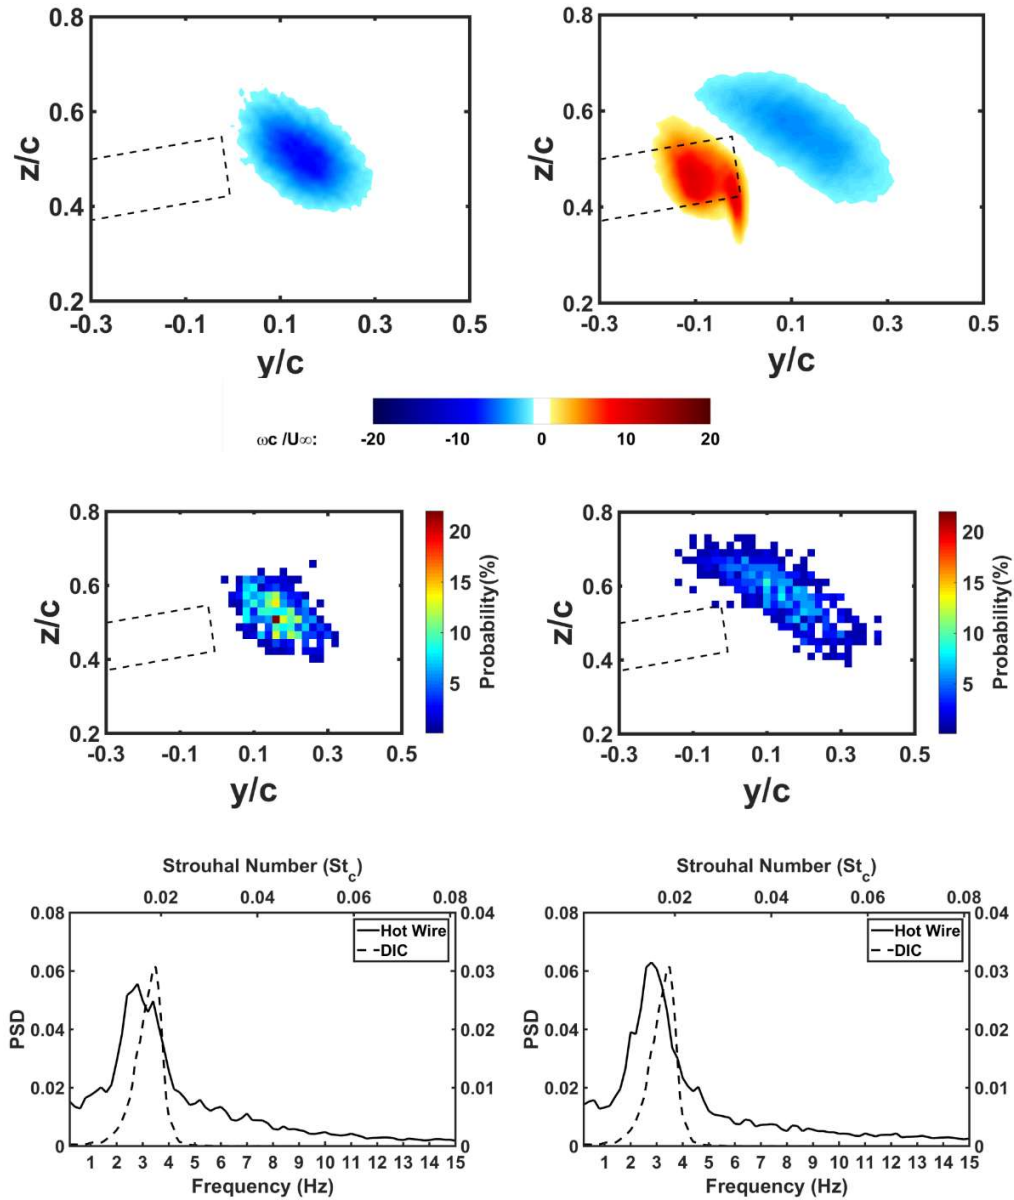 0.8
0.6
0.4
0.2
z/c
-0.3 -0.1 0.1 0.3 0.5
y/c
0.8
0.6
0.4
0.2
z/c
-0.3 -0.1 0.1 0.3 0.5
y/c
ωc /U∞: -20 -10 0 10 20
0.8
0.6
0.4
0.2
z/c
-0.3 -0.1 0.1 0.3 0.5
y/c
20
15
10
5
Probability(%)
0.8
0.6
0.4
0.2
z/c
-0.3 -0.1 0.1 0.3 0.5
y/c
20
15
10
5
Probability(%)
Strouhal Number (St_c)
0.02 0.04 0.06 0.08
0.08
0.06
0.04
0.02
0
PSD
Hot Wire
DIC
0.04
0.03
0.02
0.01
0
1 2 3 4 5 6 7 8 9 10 11 12 13 14 15
Frequency (Hz)
Strouhal Number (St_c)
0.02 0.04 0.06 0.08
0.08
0.06
0.04
0.02
0
PSD
Hot Wire
DIC
0.04
0.03
0.02
0.01
0
1 2 3 4 5 6 7 8 9 10 11 12 13 14 15
Frequency (Hz)